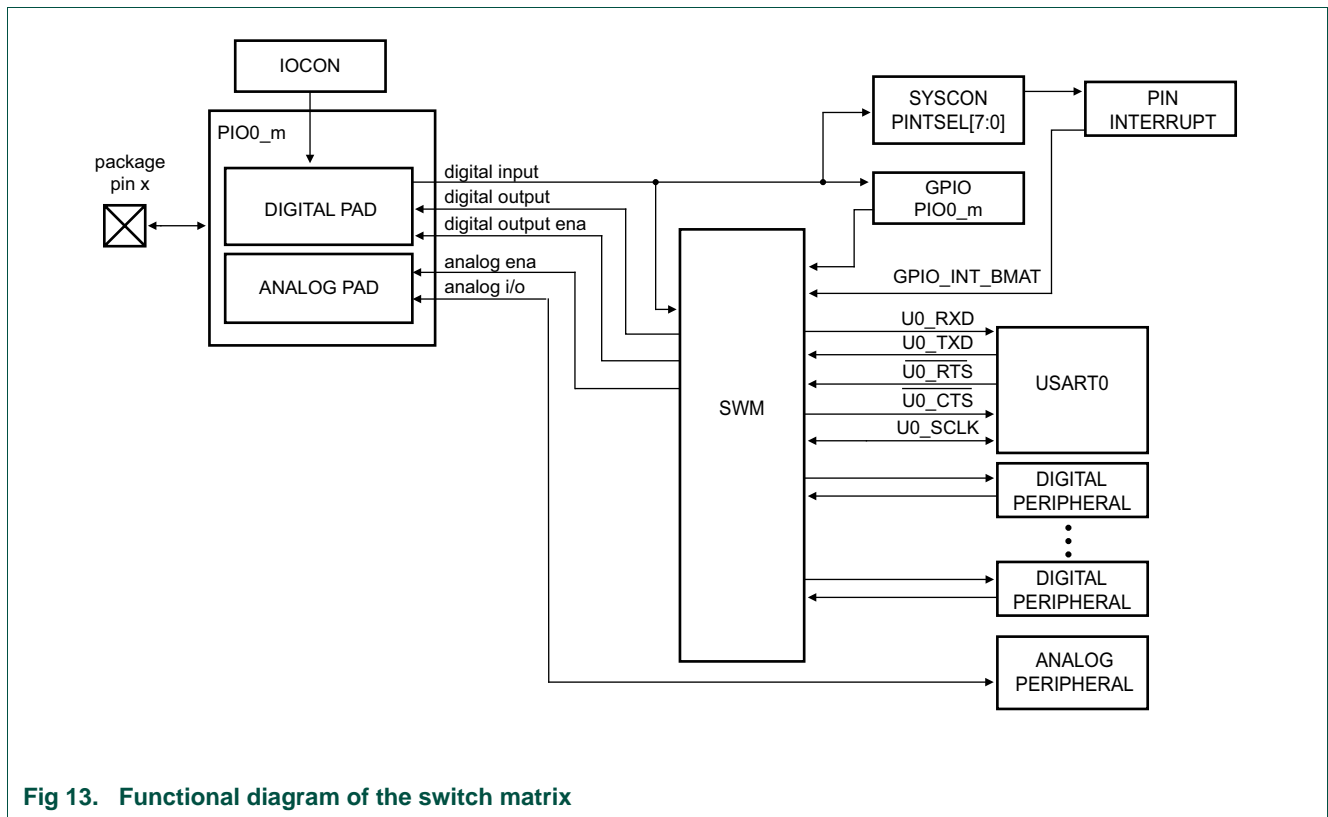 IOCON
PIO0_m
package
pin x
DIGITAL PAD
ANALOG PAD
digital input
digital output
digital output ena
analog ena
analog i/o
SYSCON
PINTSEL[7:0]
PIN
INTERRUPT
GPIO
PIO0_m
GPIO_INT_BMAT
SWM
U0_RXD
U0_TXD
U0_RTS
U0_CTS
U0_SCLK
USART0
DIGITAL
PERIPHERAL
DIGITAL
PERIPHERAL
ANALOG
PERIPHERAL
Fig 13. Functional diagram of the switch matrix